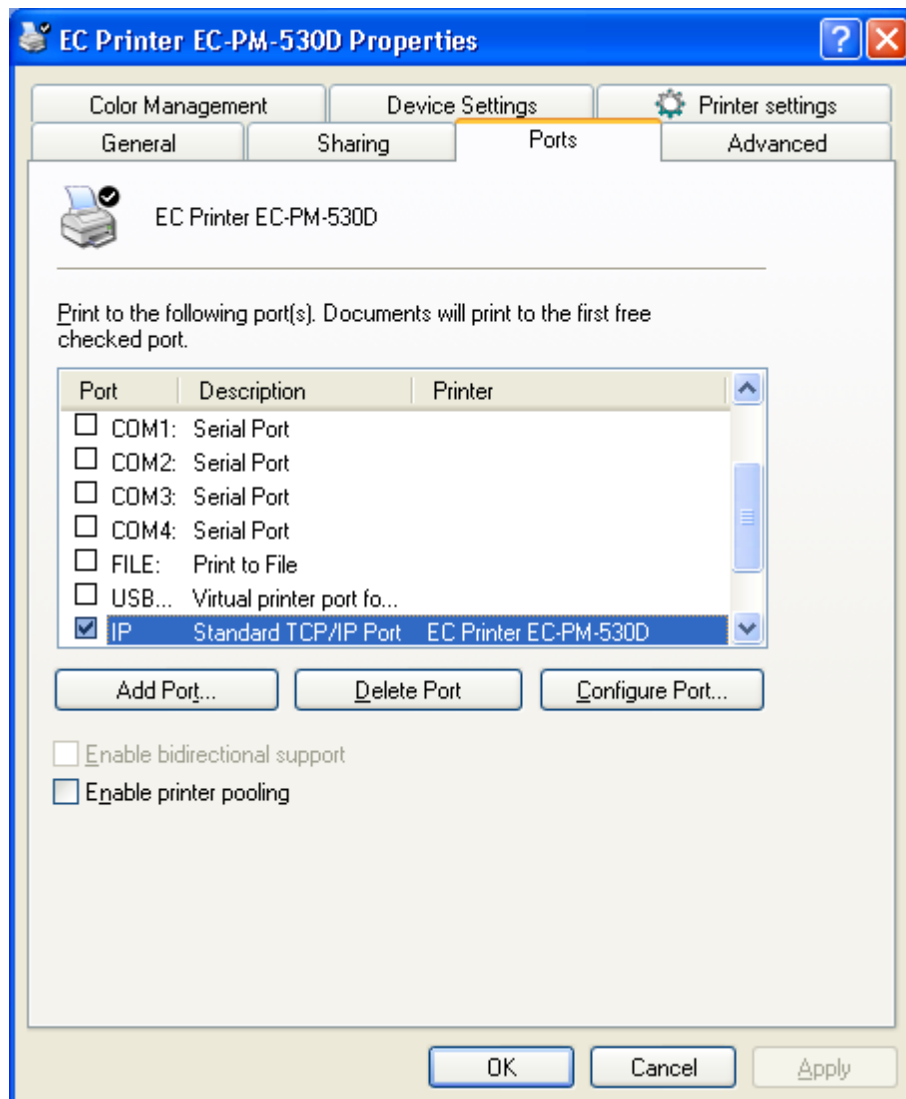 EC Printer EC-PM-530D Properties
Color Management Device Settings Printer settings
General Sharing Ports Advanced
EC Printer EC-PM-530D
Print to the following port(s). Documents will print to the first free
checked port.
Port Description Printer
COM1: Serial Port
COM2: Serial Port
COM3: Serial Port
COM4: Serial Port
FILE: Print to File
USB... Virtual printer port fo...
IP Standard TCP/IP Port EC Printer EC-PM-530D
Add Port... Delete Port Configure Port...
Enable bidirectional support
Enable printer pooling
OK Cancel Apply